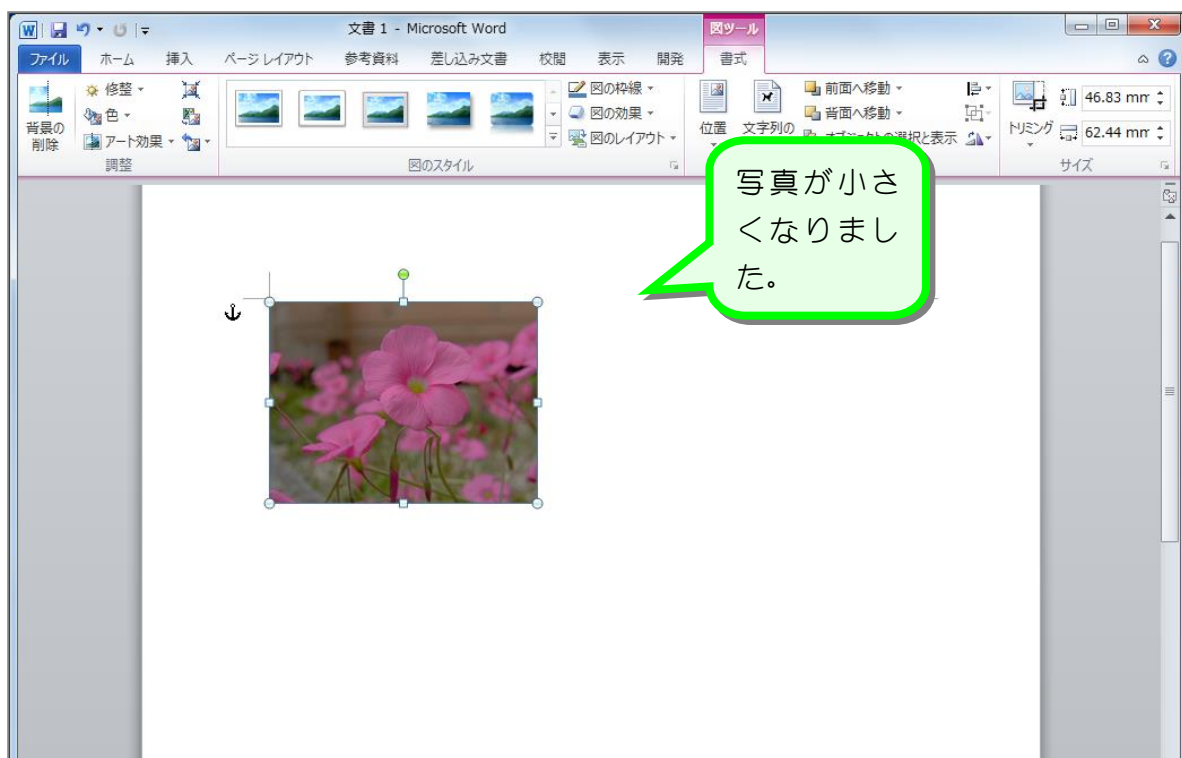 文書 1 - Microsoft Word
図ツール
ファイル ホーム 挿入 ページ レイアウト 参考資料 差し込み文書 校閲 表示 開発 書式
背景の
削除
修整
色
アート効果
調整
図の枠線
図の効果
図のレイアウト
図のスタイル
位置
文字列の
前面へ移動
背面へ移動
オブジェクトの選択と表示
トリミング
46.83 mm
62.44 mm
サイズ
写真が小さ
くなりまし
た。